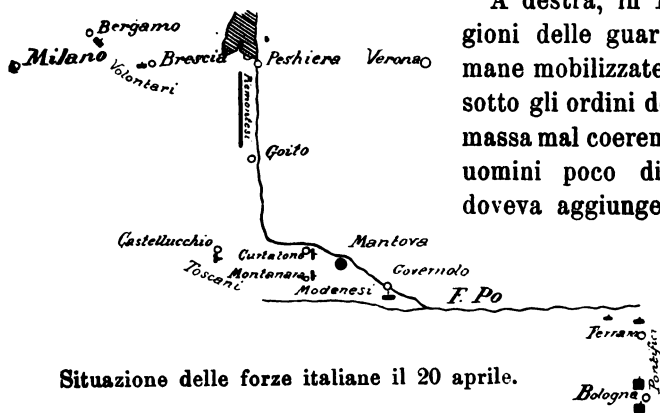 Bergamo
Milano
Volontari
Brescia
Peshiera
Verona
Piemontesi
Goito
Castellucchio
Toscani
Curtatone
Montanara
Mantova
Modenesi
Governolo
F. Po
Ferrara
Pontifici
Bologna
Situazione delle forze italiane il 20 aprile.
A destra, in
gioni delle guar
mane mobilizzate
sotto gli ordini d
massa mal coeren
uomini poco di
doveva aggiunge